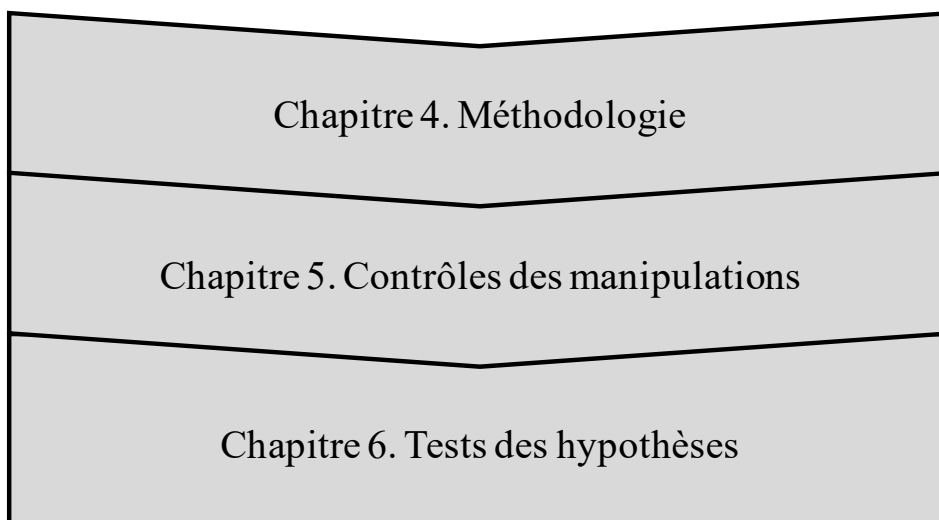 Chapitre 4. Méthodologie
Chapitre 5. Contrôles des manipulations
Chapitre 6. Tests des hypothèses